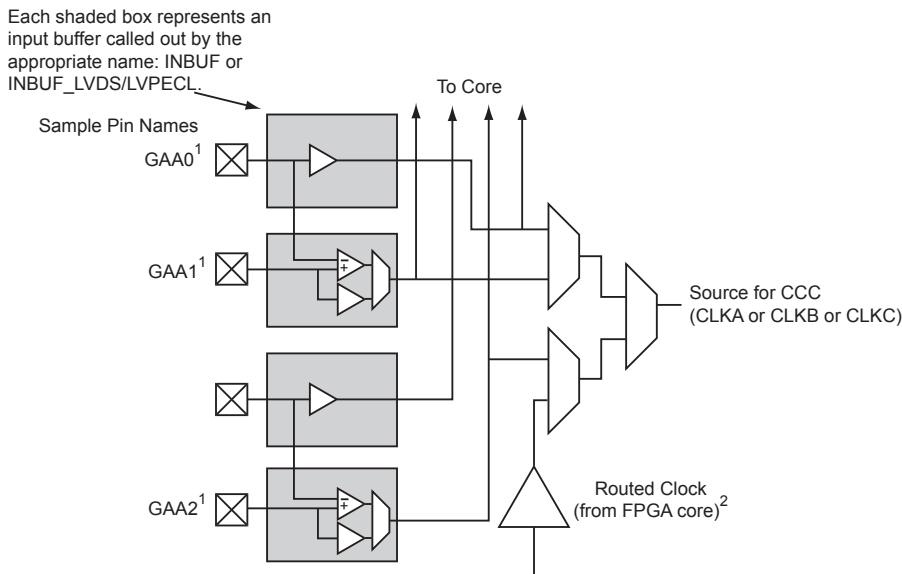 Each shaded box represents an
input buffer called out by the
appropriate name: INBUF or
INBUF_LVDS/LVPECL.
To Core
Sample Pin Names
GAA0¹
GAA1¹
−
+
Source for CCC
(CLKA or CLKB or CLKC)
GAA2¹
−
+
Routed Clock
(from FPGA core)²